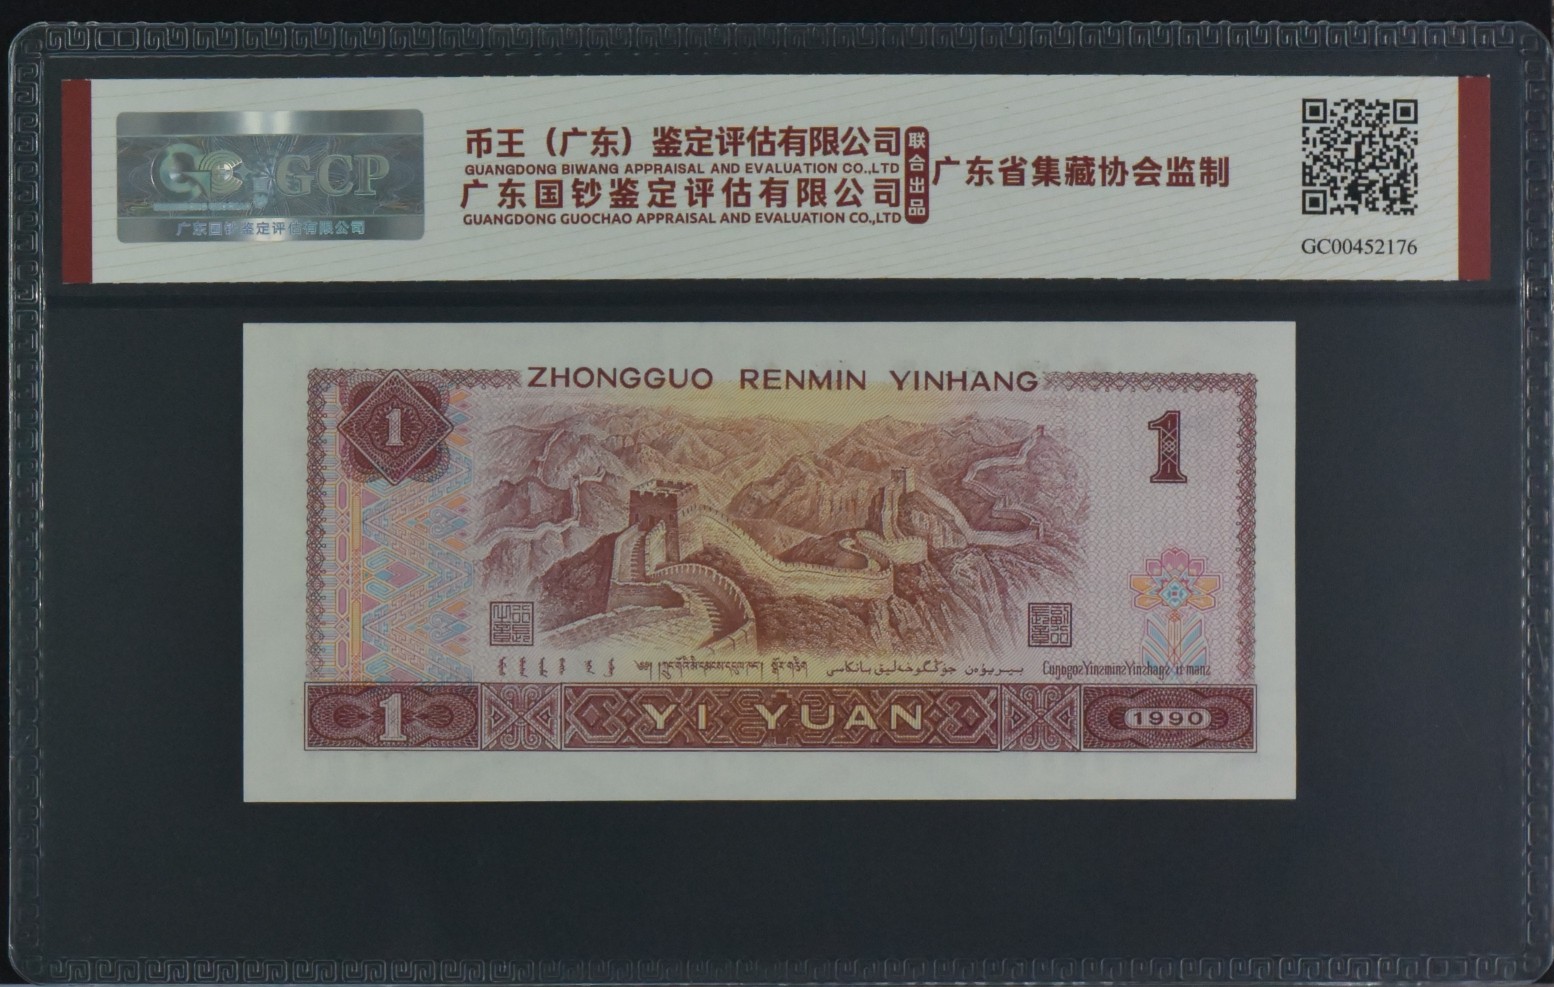 GCP
广东国钞鉴定评估有限公司
币王（广东）鉴定评估有限公司
GUANGDONG BIWANG APPRAISAL AND EVALUATION CO.,LTD
广东国钞鉴定评估有限公司
GUANGDONG GUOCHAO APPRAISAL AND EVALUATION CO.,LTD
联合出品
广东省集藏协会监制
GC00452176
ZHONGGUO RENMIN YINHANG
1
1
1
YI YUAN
1990